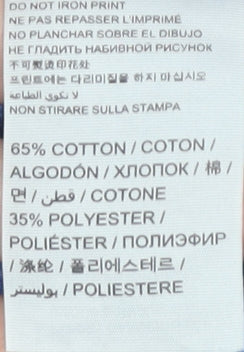 DO NOT IRON PRINT
NE PAS REPASSER L'IMPRIMÉ
NO PLANCHAR SOBRE EL DIBUJO
НЕ ГЛАДИТЬ НАБИВНОЙ РИСУНОК
不可熨烫印花处
프린트에는 다리미질을 하지 마십시오
لا تكوى الطباعة
NON STIRARE SULLA STAMPA
65% COTTON / COTON /
ALGODÓN / ХЛОПОК / 棉 /
면 / قطن / COTONE
35% POLYESTER /
POLIÉSTER / ПОЛИЭФИР
/ 涤纶 / 폴리에스테르 /
بوليستر / POLIESTERE